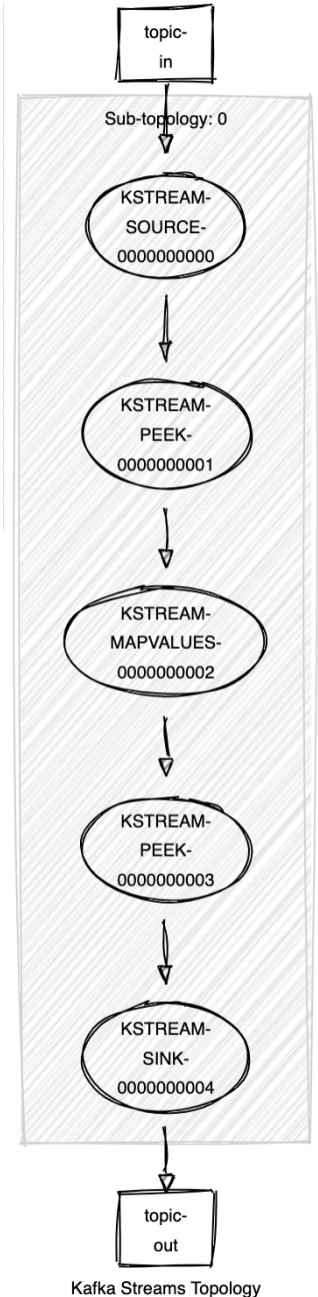 topic-
in
Sub-topology: 0
KSTREAM-
SOURCE-
0000000000
KSTREAM-
PEEK-
0000000001
KSTREAM-
MAPVALUES-
0000000002
KSTREAM-
PEEK-
0000000003
KSTREAM-
SINK-
0000000004
topic-
out
Kafka Streams Topology